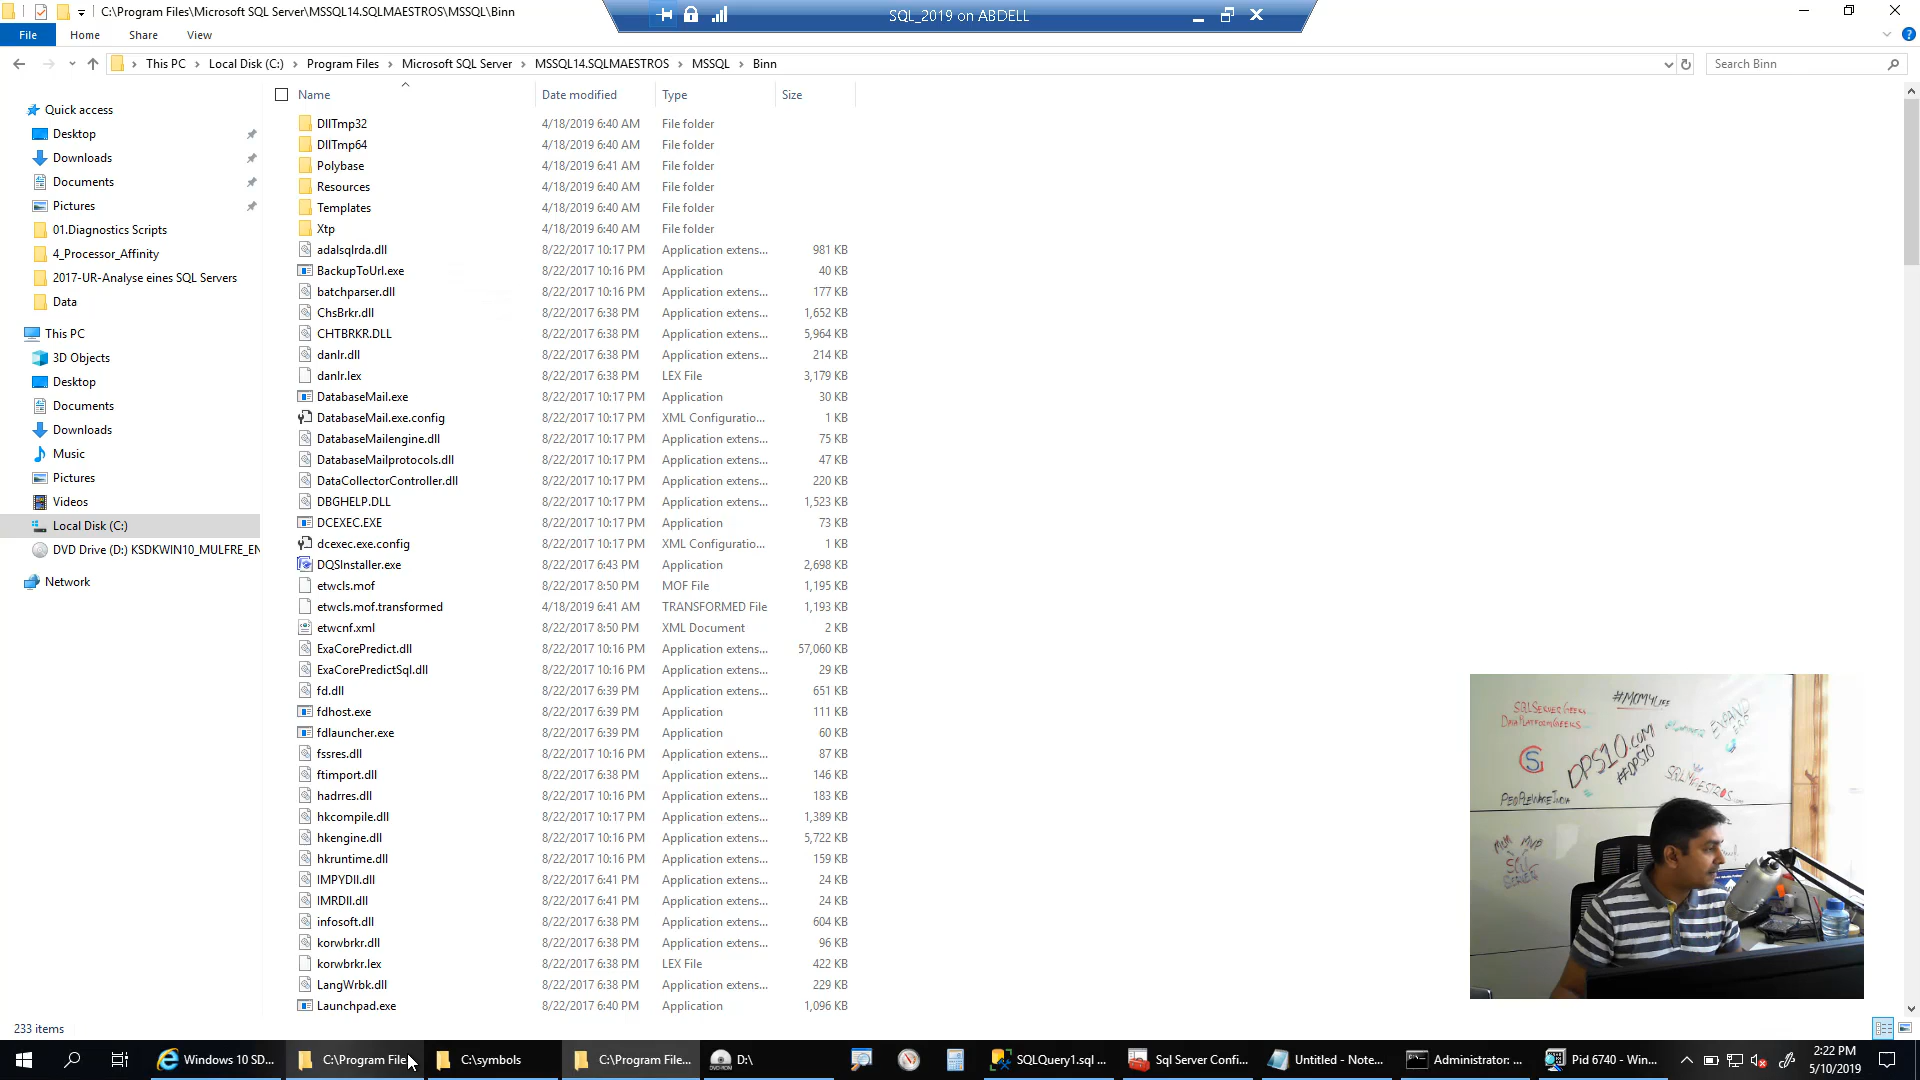 C:\Program Files\Microsoft SQL Server\MSSQL14.SQLMAESTROS\MSSQL\Binn
SQL_2019 on ABDELL
File Home Share View
This PC Local Disk (C:) Program Files Microsoft SQL Server MSSQL14.SQLMAESTROS MSSQL Binn
Search Binn
Quick access
Desktop
Downloads
Documents
Pictures
01.Diagnostics Scripts
4_Processor_Affinity
2017-UR-Analyse eines SQL Servers
Data
This PC
3D Objects
Desktop
Documents
Downloads
Music
Pictures
Videos
Local Disk (C:)
DVD Drive (D:) KSDKWIN10_MULFRE_EN
Network
Name Date modified Type Size
DllTmp32 4/18/2019 6:40 AM File folder
DllTmp64 4/18/2019 6:40 AM File folder
Polybase 4/18/2019 6:41 AM File folder
Resources 4/18/2019 6:40 AM File folder
Templates 4/18/2019 6:40 AM File folder
Xtp 4/18/2019 6:40 AM File folder
adalsqlrda.dll 8/22/2017 10:17 PM Application extens... 981 KB
BackupToUrl.exe 8/22/2017 10:16 PM Application 40 KB
batchparser.dll 8/22/2017 10:16 PM Application extens... 177 KB
ChsBrkr.dll 8/22/2017 6:38 PM Application extens... 1,652 KB
CHTBRKR.DLL 8/22/2017 6:38 PM Application extens... 5,964 KB
danlr.dll 8/22/2017 6:38 PM Application extens... 214 KB
danlr.lex 8/22/2017 6:38 PM LEX File 3,179 KB
DatabaseMail.exe 8/22/2017 10:17 PM Application 30 KB
DatabaseMail.exe.config 8/22/2017 10:17 PM XML Configuratio... 1 KB
DatabaseMailengine.dll 8/22/2017 10:17 PM Application extens... 75 KB
DatabaseMailprotocols.dll 8/22/2017 10:17 PM Application extens... 47 KB
DataCollectorController.dll 8/22/2017 10:17 PM Application extens... 220 KB
DBGHELP.DLL 8/22/2017 10:17 PM Application extens... 1,523 KB
DCEXEC.EXE 8/22/2017 10:17 PM Application 73 KB
dcexec.exe.config 8/22/2017 10:17 PM XML Configuratio... 1 KB
DQSInstaller.exe 8/22/2017 6:43 PM Application 2,698 KB
etwcls.mof 8/22/2017 8:50 PM MOF File 1,195 KB
etwcls.mof.transformed 4/18/2019 6:41 AM TRANSFORMED File 1,193 KB
etwcnf.xml 8/22/2017 8:50 PM XML Document 2 KB
ExaCorePredict.dll 8/22/2017 10:16 PM Application extens... 57,060 KB
ExaCorePredictSql.dll 8/22/2017 10:16 PM Application extens... 29 KB
fd.dll 8/22/2017 6:39 PM Application extens... 651 KB
fdhost.exe 8/22/2017 6:39 PM Application 111 KB
fdlauncher.exe 8/22/2017 6:39 PM Application 60 KB
fssres.dll 8/22/2017 10:16 PM Application extens... 87 KB
ftimport.dll 8/22/2017 6:38 PM Application extens... 146 KB
hadrres.dll 8/22/2017 10:16 PM Application extens... 183 KB
hkcompile.dll 8/22/2017 10:17 PM Application extens... 1,389 KB
hkengine.dll 8/22/2017 10:16 PM Application extens... 5,722 KB
hkruntime.dll 8/22/2017 10:16 PM Application extens... 159 KB
IMPYDll.dll 8/22/2017 6:41 PM Application extens... 24 KB
IMRDll.dll 8/22/2017 6:41 PM Application extens... 24 KB
infosoft.dll 8/22/2017 6:38 PM Application extens... 604 KB
korwbrkr.dll 8/22/2017 6:38 PM Application extens... 96 KB
korwbrkr.lex 8/22/2017 6:38 PM LEX File 422 KB
LangWrbk.dll 8/22/2017 6:38 PM Application extens... 229 KB
Launchpad.exe 8/22/2017 6:40 PM Application 1,096 KB
#MCM4LIFE
SQLSERVERGEEKS
DATAPLATFORMGEEKS
EXPAND
DPS10.COM
#DPS10
SQLMAESTROS
PEOPLEWARE INDIA
MCM MVP
SQL
SERVER
233 items
Windows 10 SD... C:\Program File C:\symbols C:\Program File... D:\ SQLQuery1.sql ... Sql Server Confi... Untitled - Note... Administrator: ... Pid 6740 - Win... 2:22 PM
5/10/2019